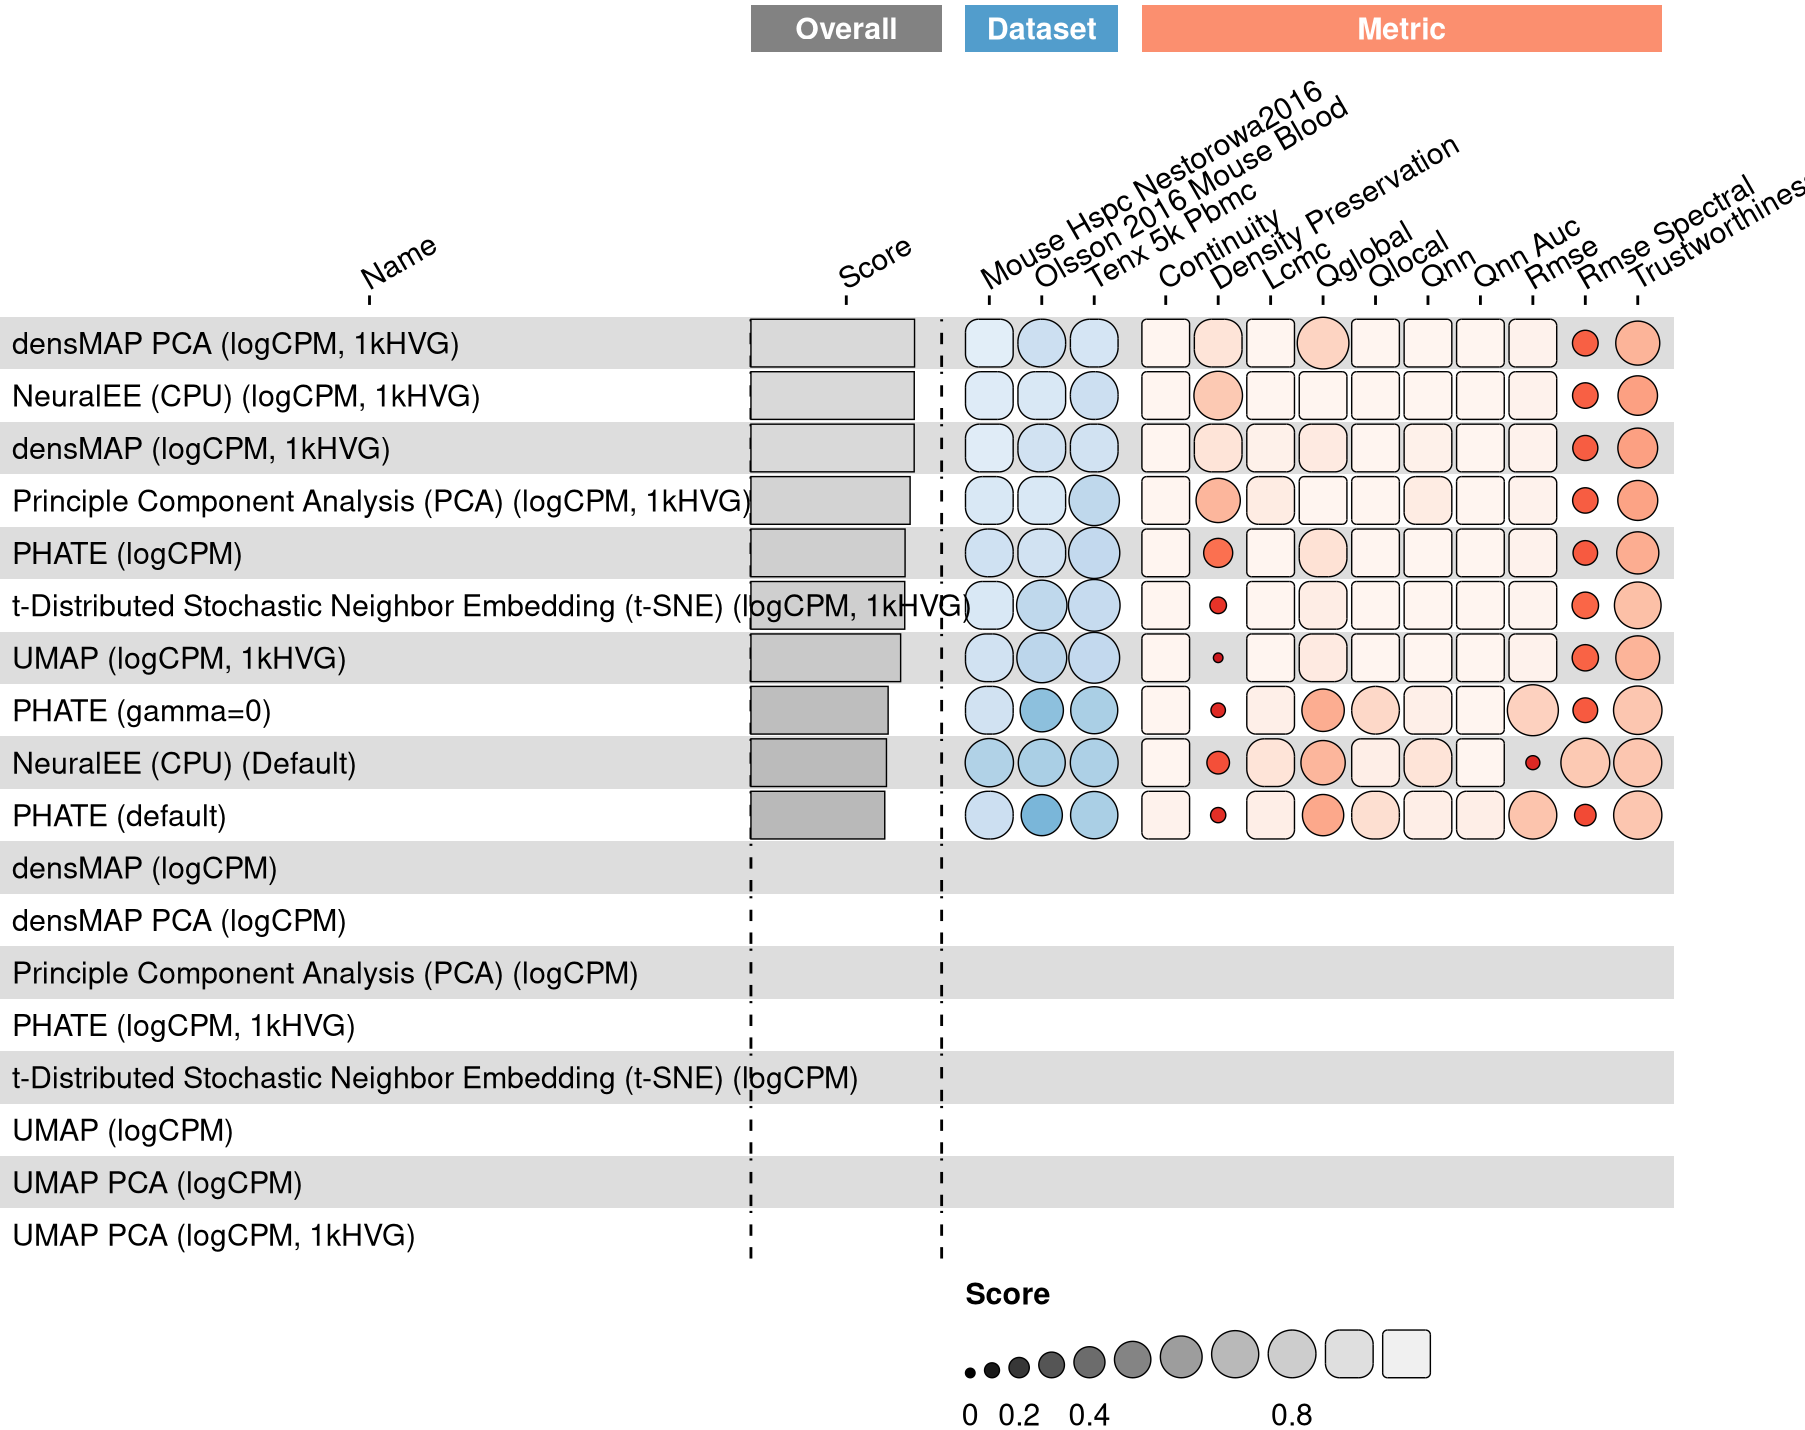 Overall
Dataset
Metric
Name
Score
Mouse Hspc Nestorowa2016
Olsson 2016 Mouse Blood
Tenx 5k Pbmc
Continuity
Density Preservation
Lcmc
Qglobal
Qlocal
Qnn
Qnn Auc
Rmse
Rmse Spectral
Trustworthiness
densMAP PCA (logCPM, 1kHVG)
NeuralEE (CPU) (logCPM, 1kHVG)
densMAP (logCPM, 1kHVG)
Principle Component Analysis (PCA) (logCPM, 1kHVG)
PHATE (logCPM)
t-Distributed Stochastic Neighbor Embedding (t-SNE) (logCPM, 1kHVG)
UMAP (logCPM, 1kHVG)
PHATE (gamma=0)
NeuralEE (CPU) (Default)
PHATE (default)
densMAP (logCPM)
densMAP PCA (logCPM)
Principle Component Analysis (PCA) (logCPM)
PHATE (logCPM, 1kHVG)
t-Distributed Stochastic Neighbor Embedding (t-SNE) (logCPM)
UMAP (logCPM)
UMAP PCA (logCPM)
UMAP PCA (logCPM, 1kHVG)
Score
0 0.2 0.4 0.8